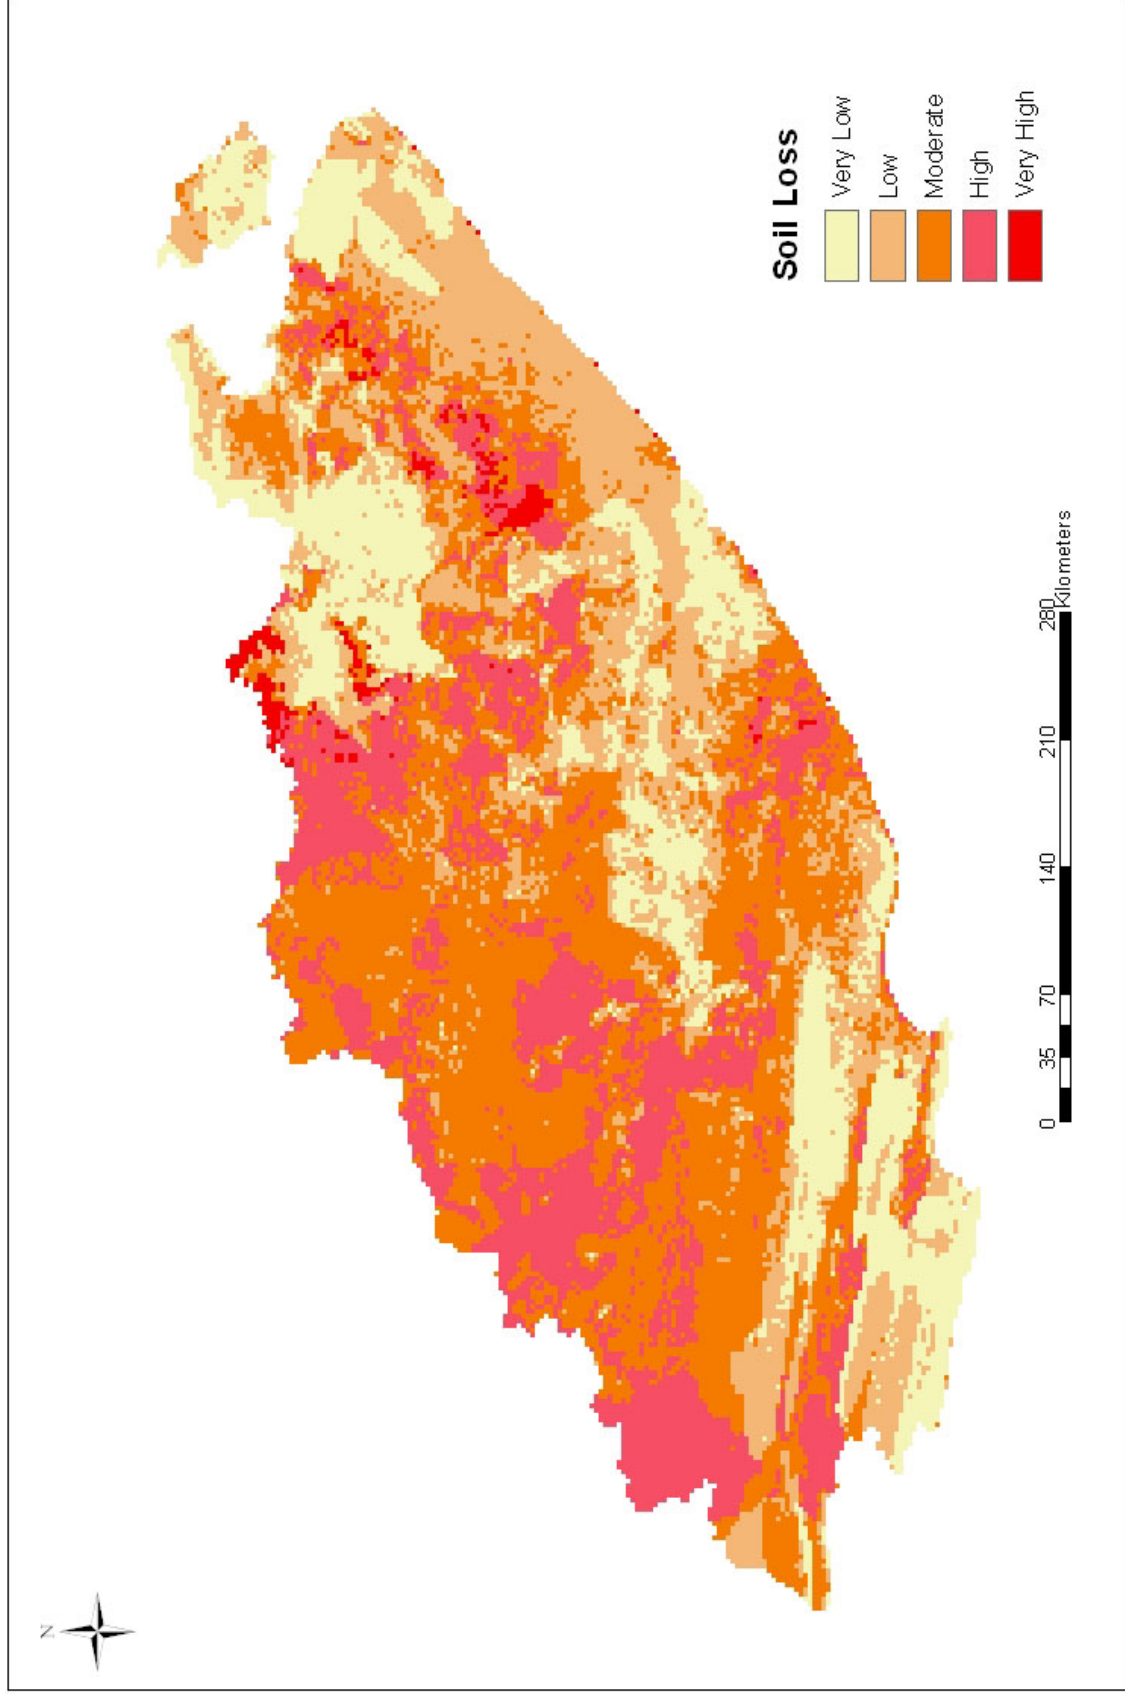 N
Soil Loss
Very Low
Low
Moderate
High
Very High
0 35 70 140 210 280
Kilometers